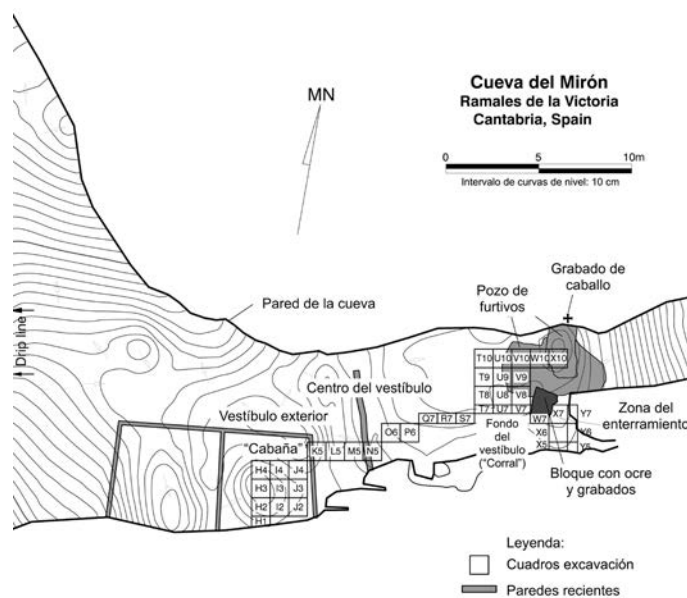 Cueva del Mirón
Ramales de la Victoria
Cantabria, Spain
MN
0 5 10m
Intervalo de curvas de nivel: 10 cm
Grabado de
caballo
Pozo de
furtivos
Pared de la cueva
Drip line
T10 U10 V10 W10 X10
Centro del vestíbulo
T9 U9 V9
Vestíbulo exterior
T8 U8 V8
Q7 R7 S7
T7 U7 V7
W7 X7 Y7
Zona del
enterramiento
O6 P6
X6 Y6
Fondo
del
vestíbulo
("Corral")
"Cabaña"
K5 L5 M5 N5
X5 Y5
H4 I4 J4
Bloque con ocre
y grabados
H3 I3 J3
H2 I2 J2
H1
Leyenda:
Cuadros excavación
Paredes recientes